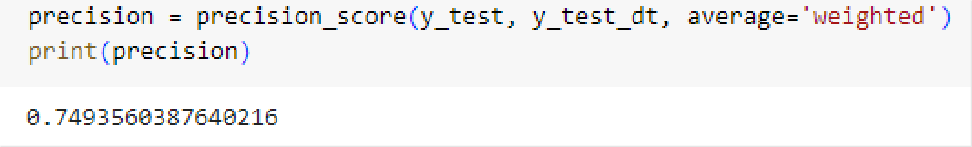 precision = precision_score(y_test, y_test_dt, average='weighted')
print(precision)
0.7493560387640216